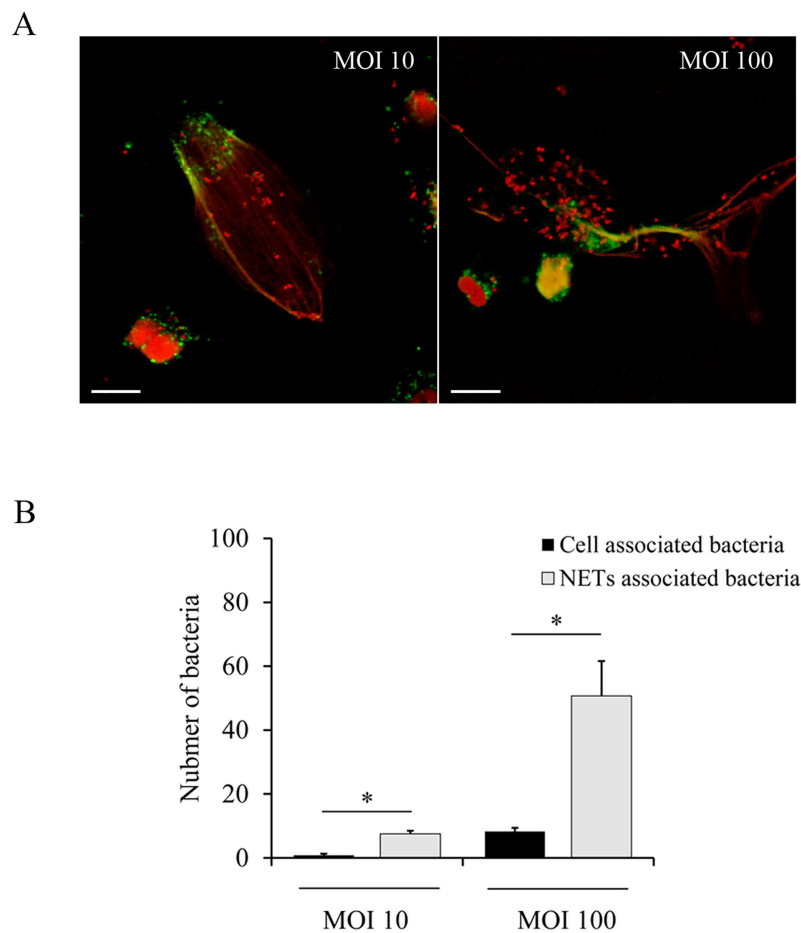 A
MOI 10
MOI 100
B
100
80
60
40
20
0
Nubmer of bacteria
Cell associated bacteria
NETs associated bacteria
*
*
MOI 10
MOI 100